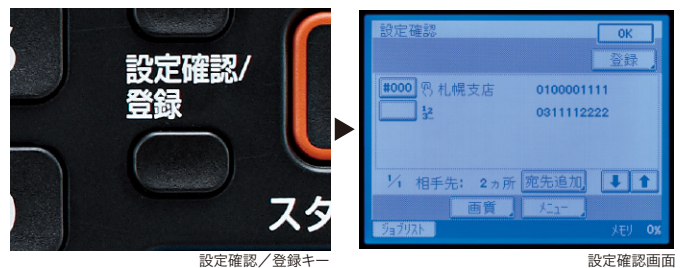 設定確認/
登録
スタ
設定確認／登録キー
設定確認
OK
登録
#000 札幌支店 0100001111
0311112222
1/1 相手先: 2ヵ所 宛先追加
画質 メニュー
ジョブリスト メモリ 0%
設定確認画面